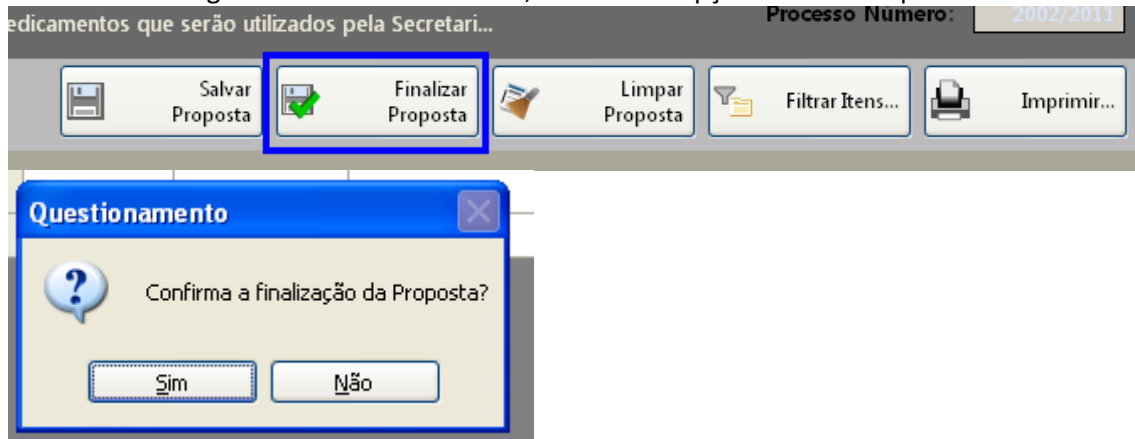 edicamentos que serão utilizados pela Secretari...
Processo Número: 2002/2011
Salvar Proposta
Finalizar Proposta
Limpar Proposta
Filtrar Itens...
Imprimir...
Questionamento
Confirma a finalização da Proposta?
Sim
Não